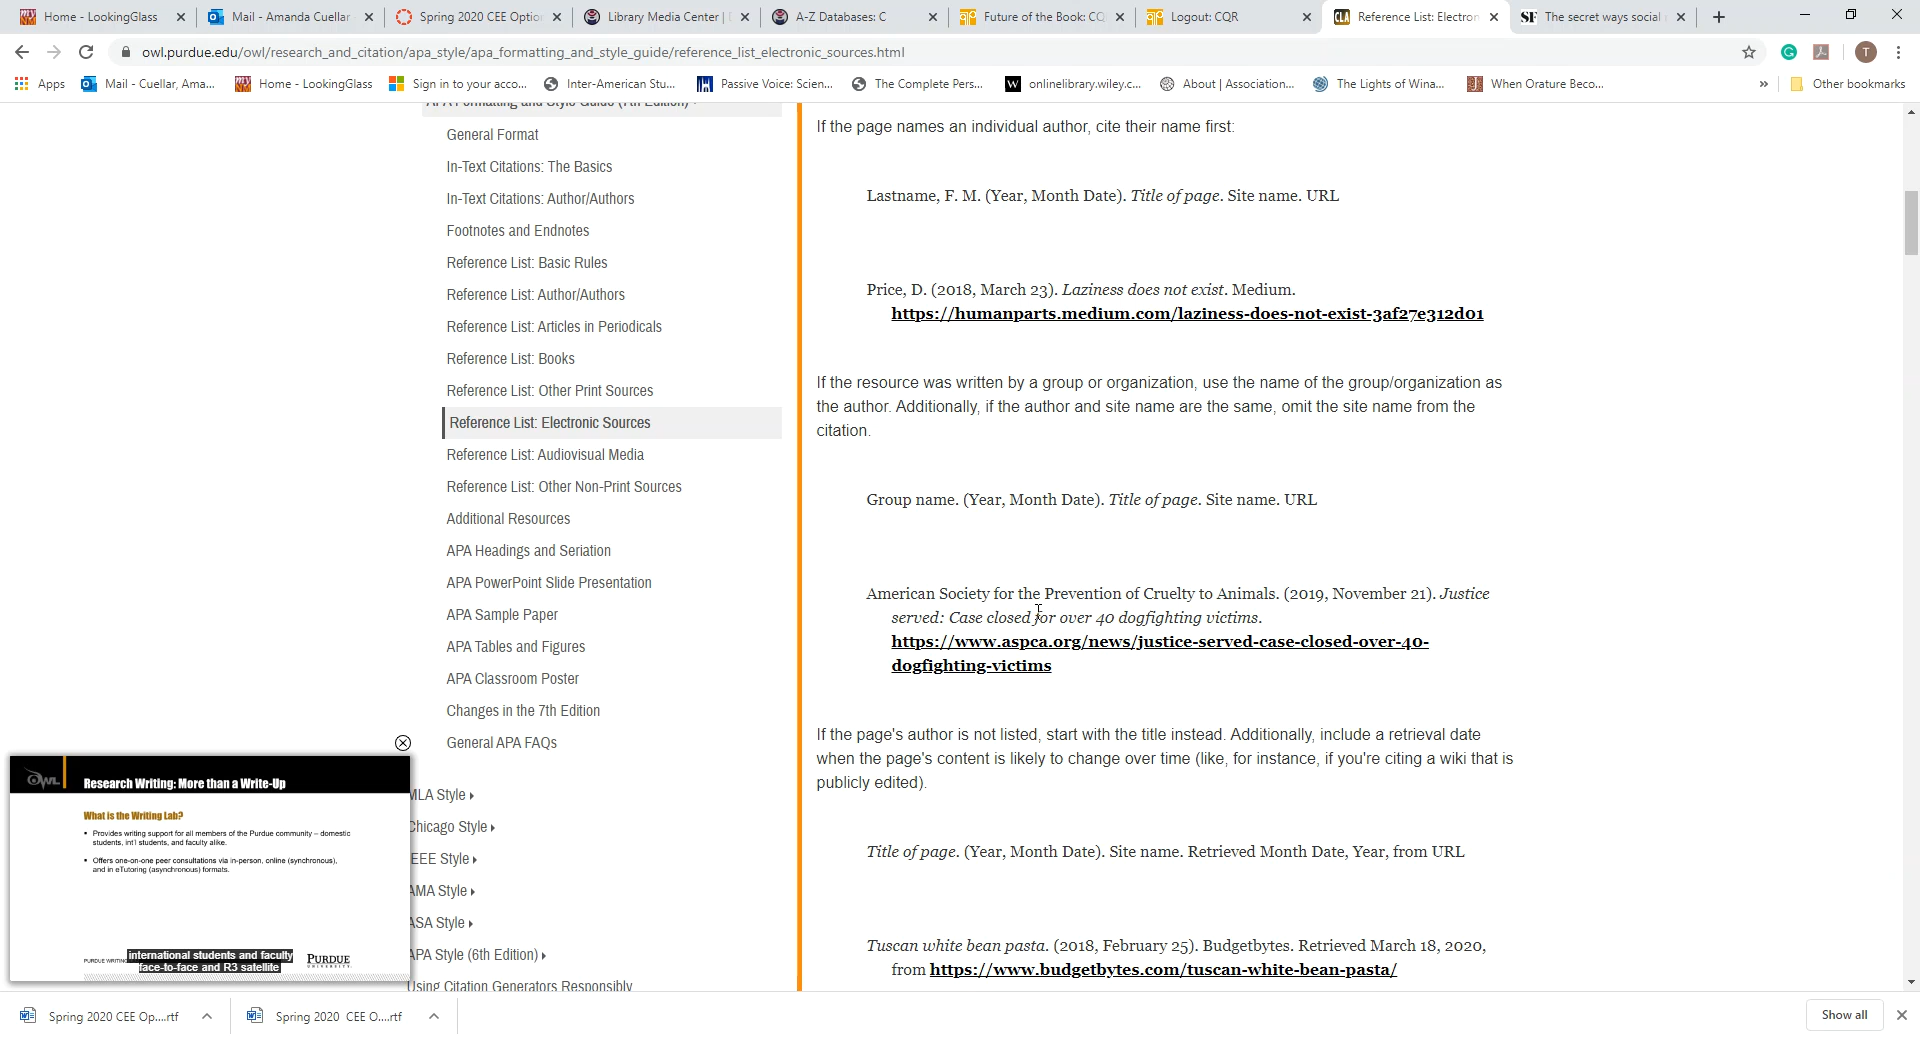 Home - LookingGlass
Mail - Amanda Cuellar
Spring 2020 CEE Option
Library Media Center |
A-Z Databases: C
Future of the Book: CQ
Logout: CQR
Reference List: Electron
SF The secret ways social
owl.purdue.edu/owl/research_and_citation/apa_style/apa_formatting_and_style_guide/reference_list_electronic_sources.html
T
Apps
Mail - Cuellar, Ama...
Home - LookingGlass
Sign in to your acco...
Inter-American Stu...
Passive Voice: Scien...
The Complete Pers...
W onlinelibrary.wiley.c...
About | Association...
The Lights of Wina...
When Orature Beco...
»
Other bookmarks
APA Formatting and Style Guide (7th Edition)
General Format
In-Text Citations: The Basics
In-Text Citations: Author/Authors
Footnotes and Endnotes
Reference List: Basic Rules
Reference List: Author/Authors
Reference List: Articles in Periodicals
Reference List: Books
Reference List: Other Print Sources
Reference List: Electronic Sources
Reference List: Audiovisual Media
Reference List: Other Non-Print Sources
Additional Resources
APA Headings and Seriation
APA PowerPoint Slide Presentation
APA Sample Paper
APA Tables and Figures
APA Classroom Poster
Changes in the 7th Edition
General APA FAQs
MLA Style
Chicago Style
IEEE Style
AMA Style
ASA Style
APA Style (6th Edition)
Using Citation Generators Responsibly
If the page names an individual author, cite their name first:
Lastname, F. M. (Year, Month Date). Title of page. Site name. URL
Price, D. (2018, March 23). Laziness does not exist. Medium.
https://humanparts.medium.com/laziness-does-not-exist-3af27e312d01
If the resource was written by a group or organization, use the name of the group/organization as
the author. Additionally, if the author and site name are the same, omit the site name from the
citation.
Group name. (Year, Month Date). Title of page. Site name. URL
American Society for the Prevention of Cruelty to Animals. (2019, November 21). Justice
served: Case closed for over 40 dogfighting victims.
https://www.aspca.org/news/justice-served-case-closed-over-40-
dogfighting-victims
If the page's author is not listed, start with the title instead. Additionally, include a retrieval date
when the page's content is likely to change over time (like, for instance, if you're citing a wiki that is
publicly edited).
Title of page. (Year, Month Date). Site name. Retrieved Month Date, Year, from URL
Tuscan white bean pasta. (2018, February 25). Budgetbytes. Retrieved March 18, 2020,
from https://www.budgetbytes.com/tuscan-white-bean-pasta/
OWL
Research Writing: More than a Write-Up
What is the Writing Lab?
• Provides writing support for all members of the Purdue community – domestic
students, int'l students, and faculty alike.
• Offers one-on-one peer consultations via in-person, online (synchronous),
and in eTutoring (asynchronous) formats.
PURDUE WRITING
international students and faculty
face-to-face and R3 satellite
PURDUE
UNIVERSITY
Spring 2020 CEE Op....rtf
Spring 2020 CEE O....rtf
Show all